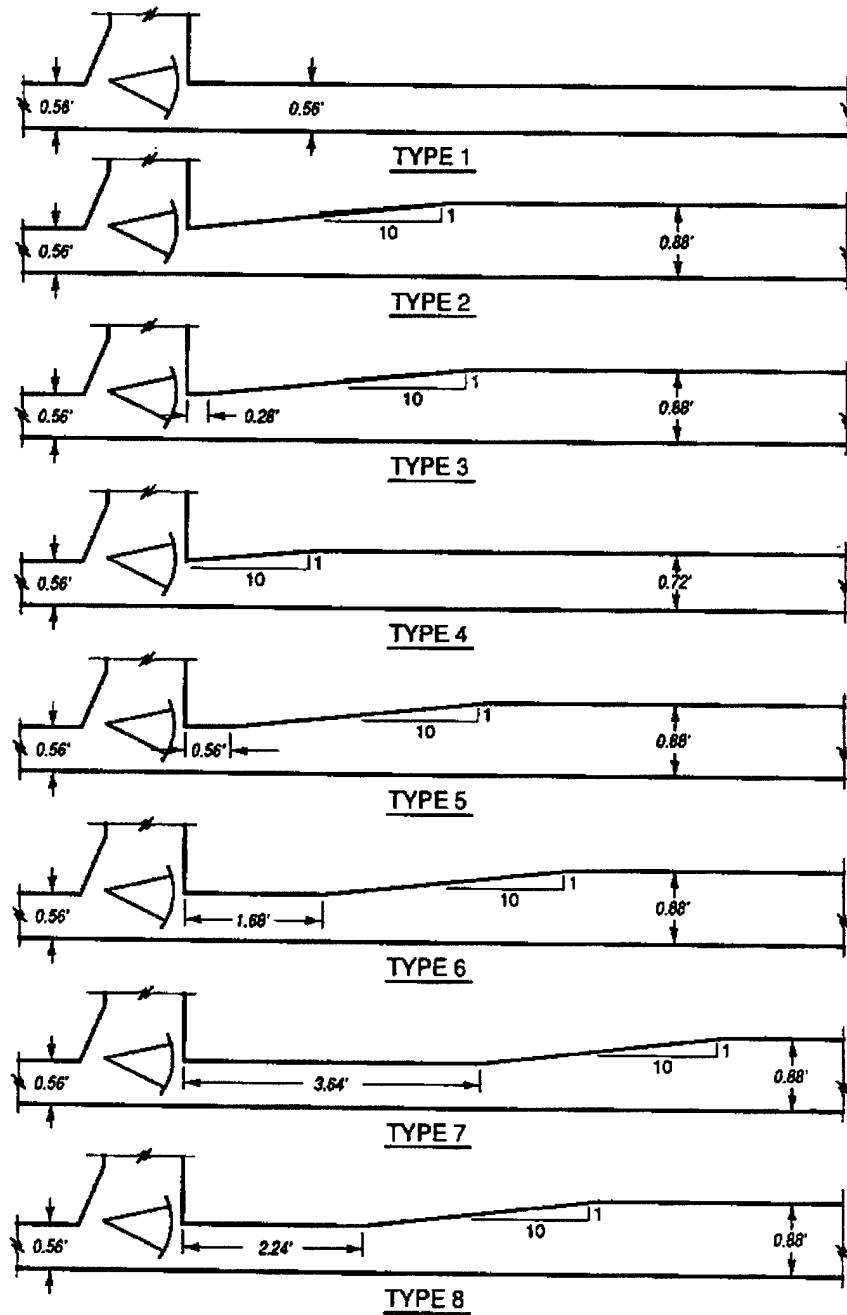 0.56' 0.56'
TYPE 1
0.56' 10 1 0.88'
TYPE 2
0.56' 0.28' 10 1 0.88'
TYPE 3
0.56' 10 1 0.72'
TYPE 4
0.56' 0.56' 10 1 0.88'
TYPE 5
0.56' 1.68' 10 1 0.88'
TYPE 6
0.56' 3.64' 10 1 0.88'
TYPE 7
0.56' 2.24' 10 1 0.88'
TYPE 8